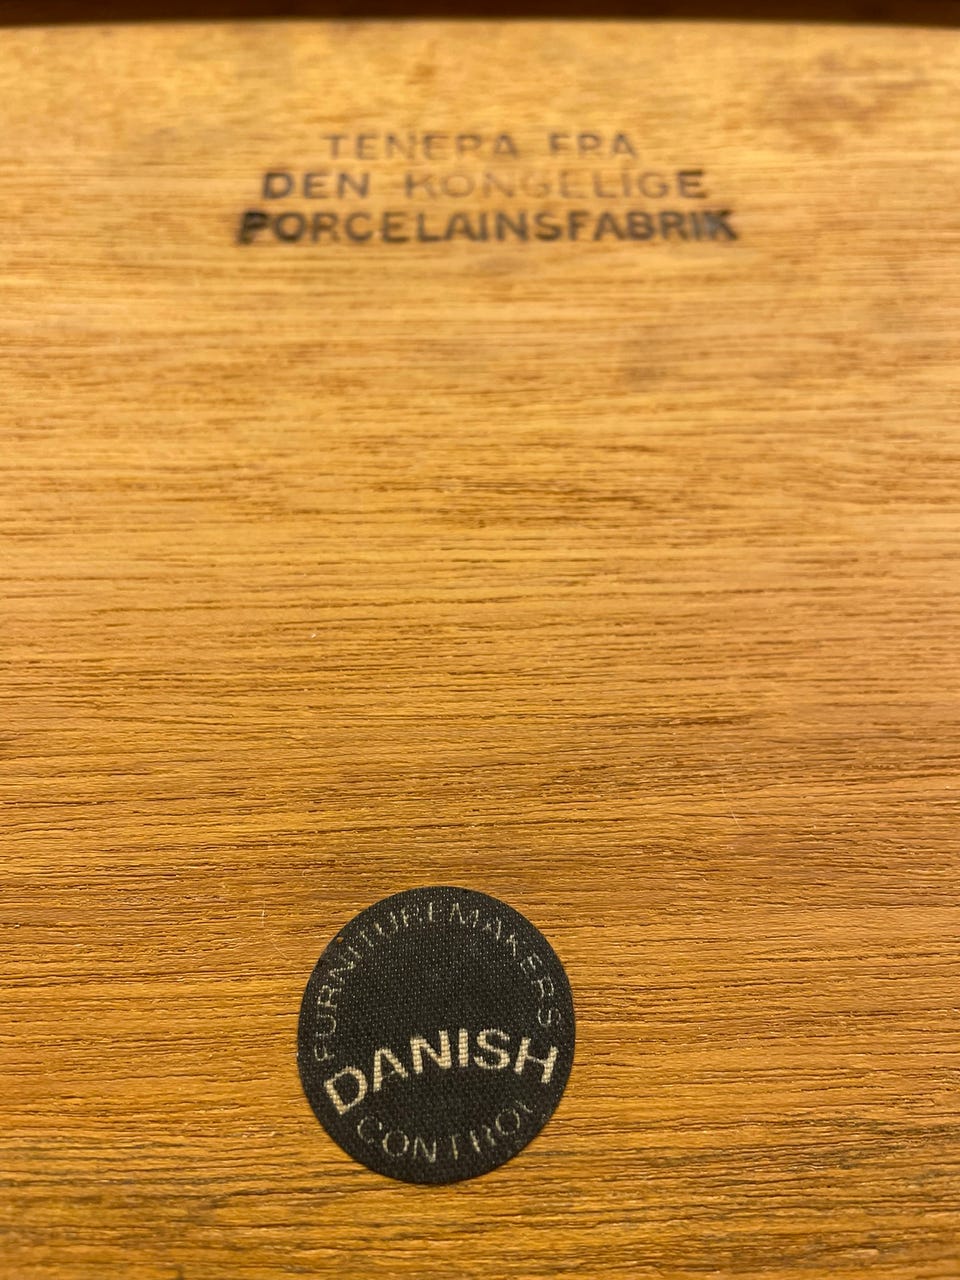 TENERA FRA
DEN KONGELIGE
PORCELAINSFABRIK
FURNITUREMAKERS
DANISH
CONTROL